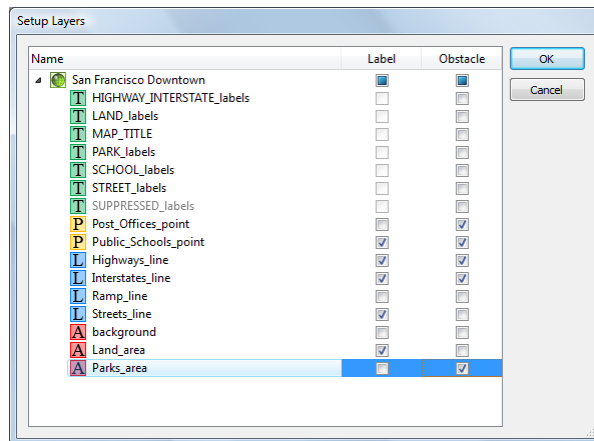 Setup Layers
Name Label Obstacle OK
San Francisco Downtown
T HIGHWAY_INTERSTATE_labels Cancel
T LAND_labels
T MAP_TITLE
T PARK_labels
T SCHOOL_labels
T STREET_labels
T SUPPRESSED_labels
P Post_Offices_point
P Public_Schools_point
L Highways_line
L Interstates_line
L Ramp_line
L Streets_line
A background
A Land_area
A Parks_area